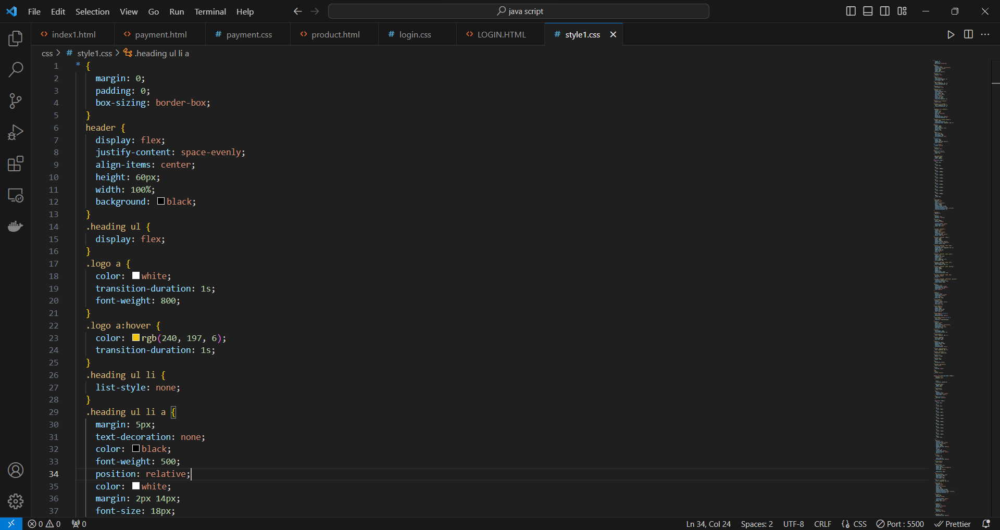 File Edit Selection View Go Run Terminal Help
java script
index1.html payment.html payment.css product.html login.css LOGIN.HTML style1.css
css > style1.css > .heading ul li a
1 * {
2 margin: 0;
3 padding: 0;
4 box-sizing: border-box;
5 }
6 header {
7 display: flex;
8 justify-content: space-evenly;
9 align-items: center;
10 height: 60px;
11 width: 100%;
12 background: black;
13 }
14 .heading ul {
15 display: flex;
16 }
17 .logo a {
18 color: white;
19 transition-duration: 1s;
20 font-weight: 800;
21 }
22 .logo a:hover {
23 color: rgb(240, 197, 6);
24 transition-duration: 1s;
25 }
26 .heading ul li {
27 list-style: none;
28 }
29 .heading ul li a {
30 margin: 5px;
31 text-decoration: none;
32 color: black;
33 font-weight: 500;
34 position: relative;
35 color: white;
36 margin: 2px 14px;
37 font-size: 18px;
0 0 0 Ln 34, Col 24 Spaces: 2 UTF-8 CRLF CSS Port : 5500 Prettier